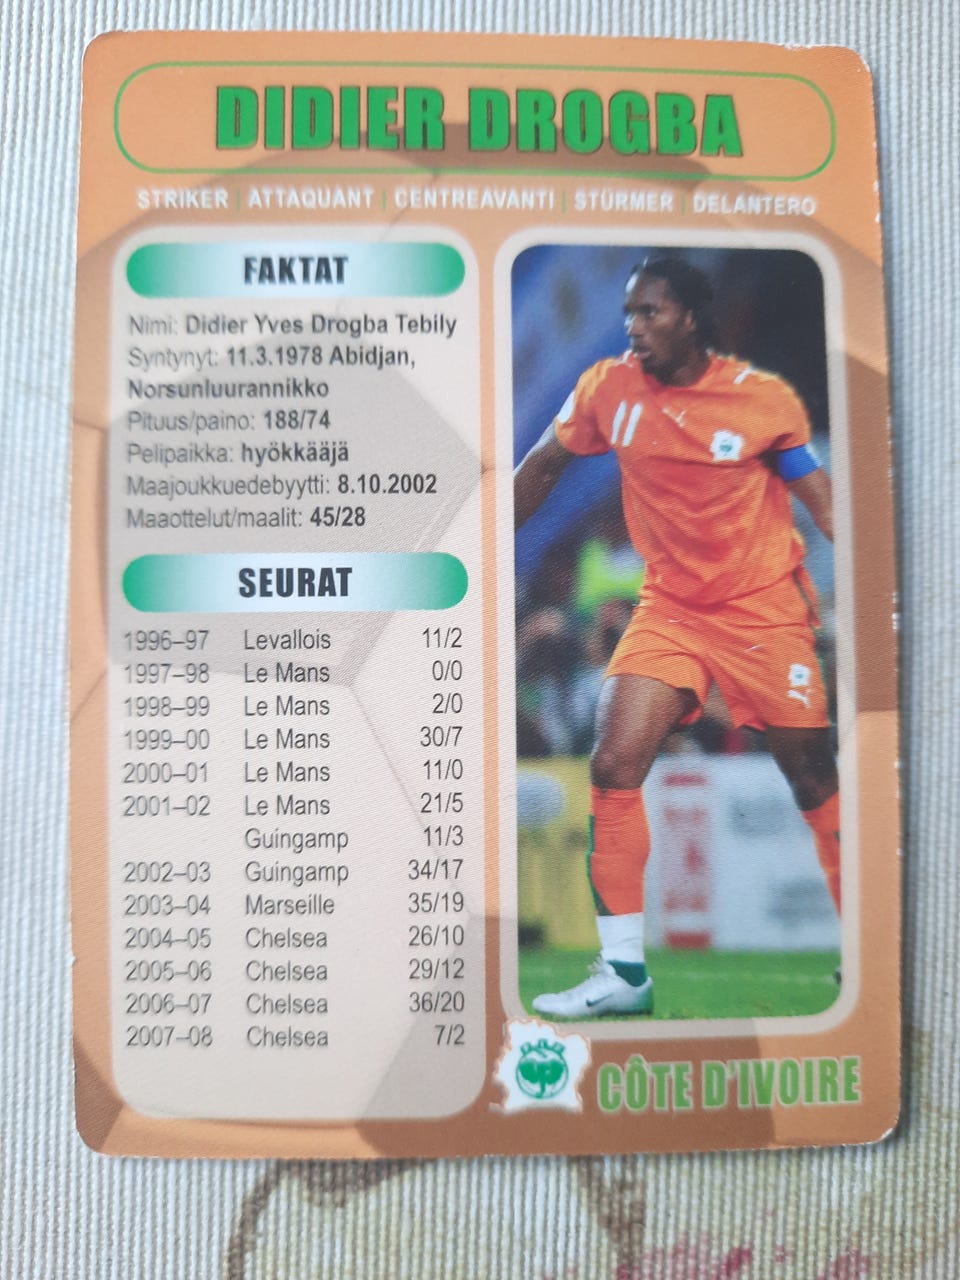 DIDIER DROGBA
STRIKER | ATTAQUANT | CENTREAVANTI | STÜRMER | DELANTERO
FAKTAT
Nimi: Didier Yves Drogba Tebily
Syntynyt: 11.3.1978 Abidjan,
Norsunluurannikko
Pituus/paino: 188/74
Pelipaikka: hyökkääjä
Maajoukkuedebyytti: 8.10.2002
Maaottelut/maalit: 45/28
SEURAT
1996–97 Levallois 11/2
1997–98 Le Mans 0/0
1998–99 Le Mans 2/0
1999–00 Le Mans 30/7
2000–01 Le Mans 11/0
2001–02 Le Mans 21/5
Guingamp 11/3
2002–03 Guingamp 34/17
2003–04 Marseille 35/19
2004–05 Chelsea 26/10
2005–06 Chelsea 29/12
2006–07 Chelsea 36/20
2007–08 Chelsea 7/2
11
CÔTE D'IVOIRE